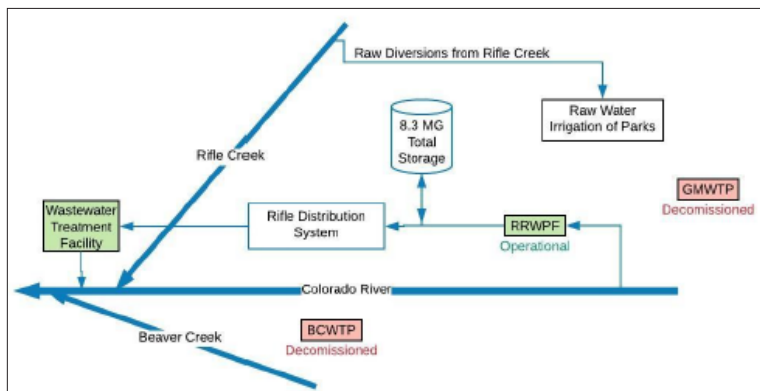 Raw Diversions from Rifle Creek
8.3 MG
Total
Storage
Raw Water
Irrigation of Parks
Rifle Creek
GMWTP
Decomissioned
Wastewater
Treatment
Facility
Rifle Distribution
System
RRWPF
Operational
Colorado River
BCWTP
Decomissioned
Beaver Creek